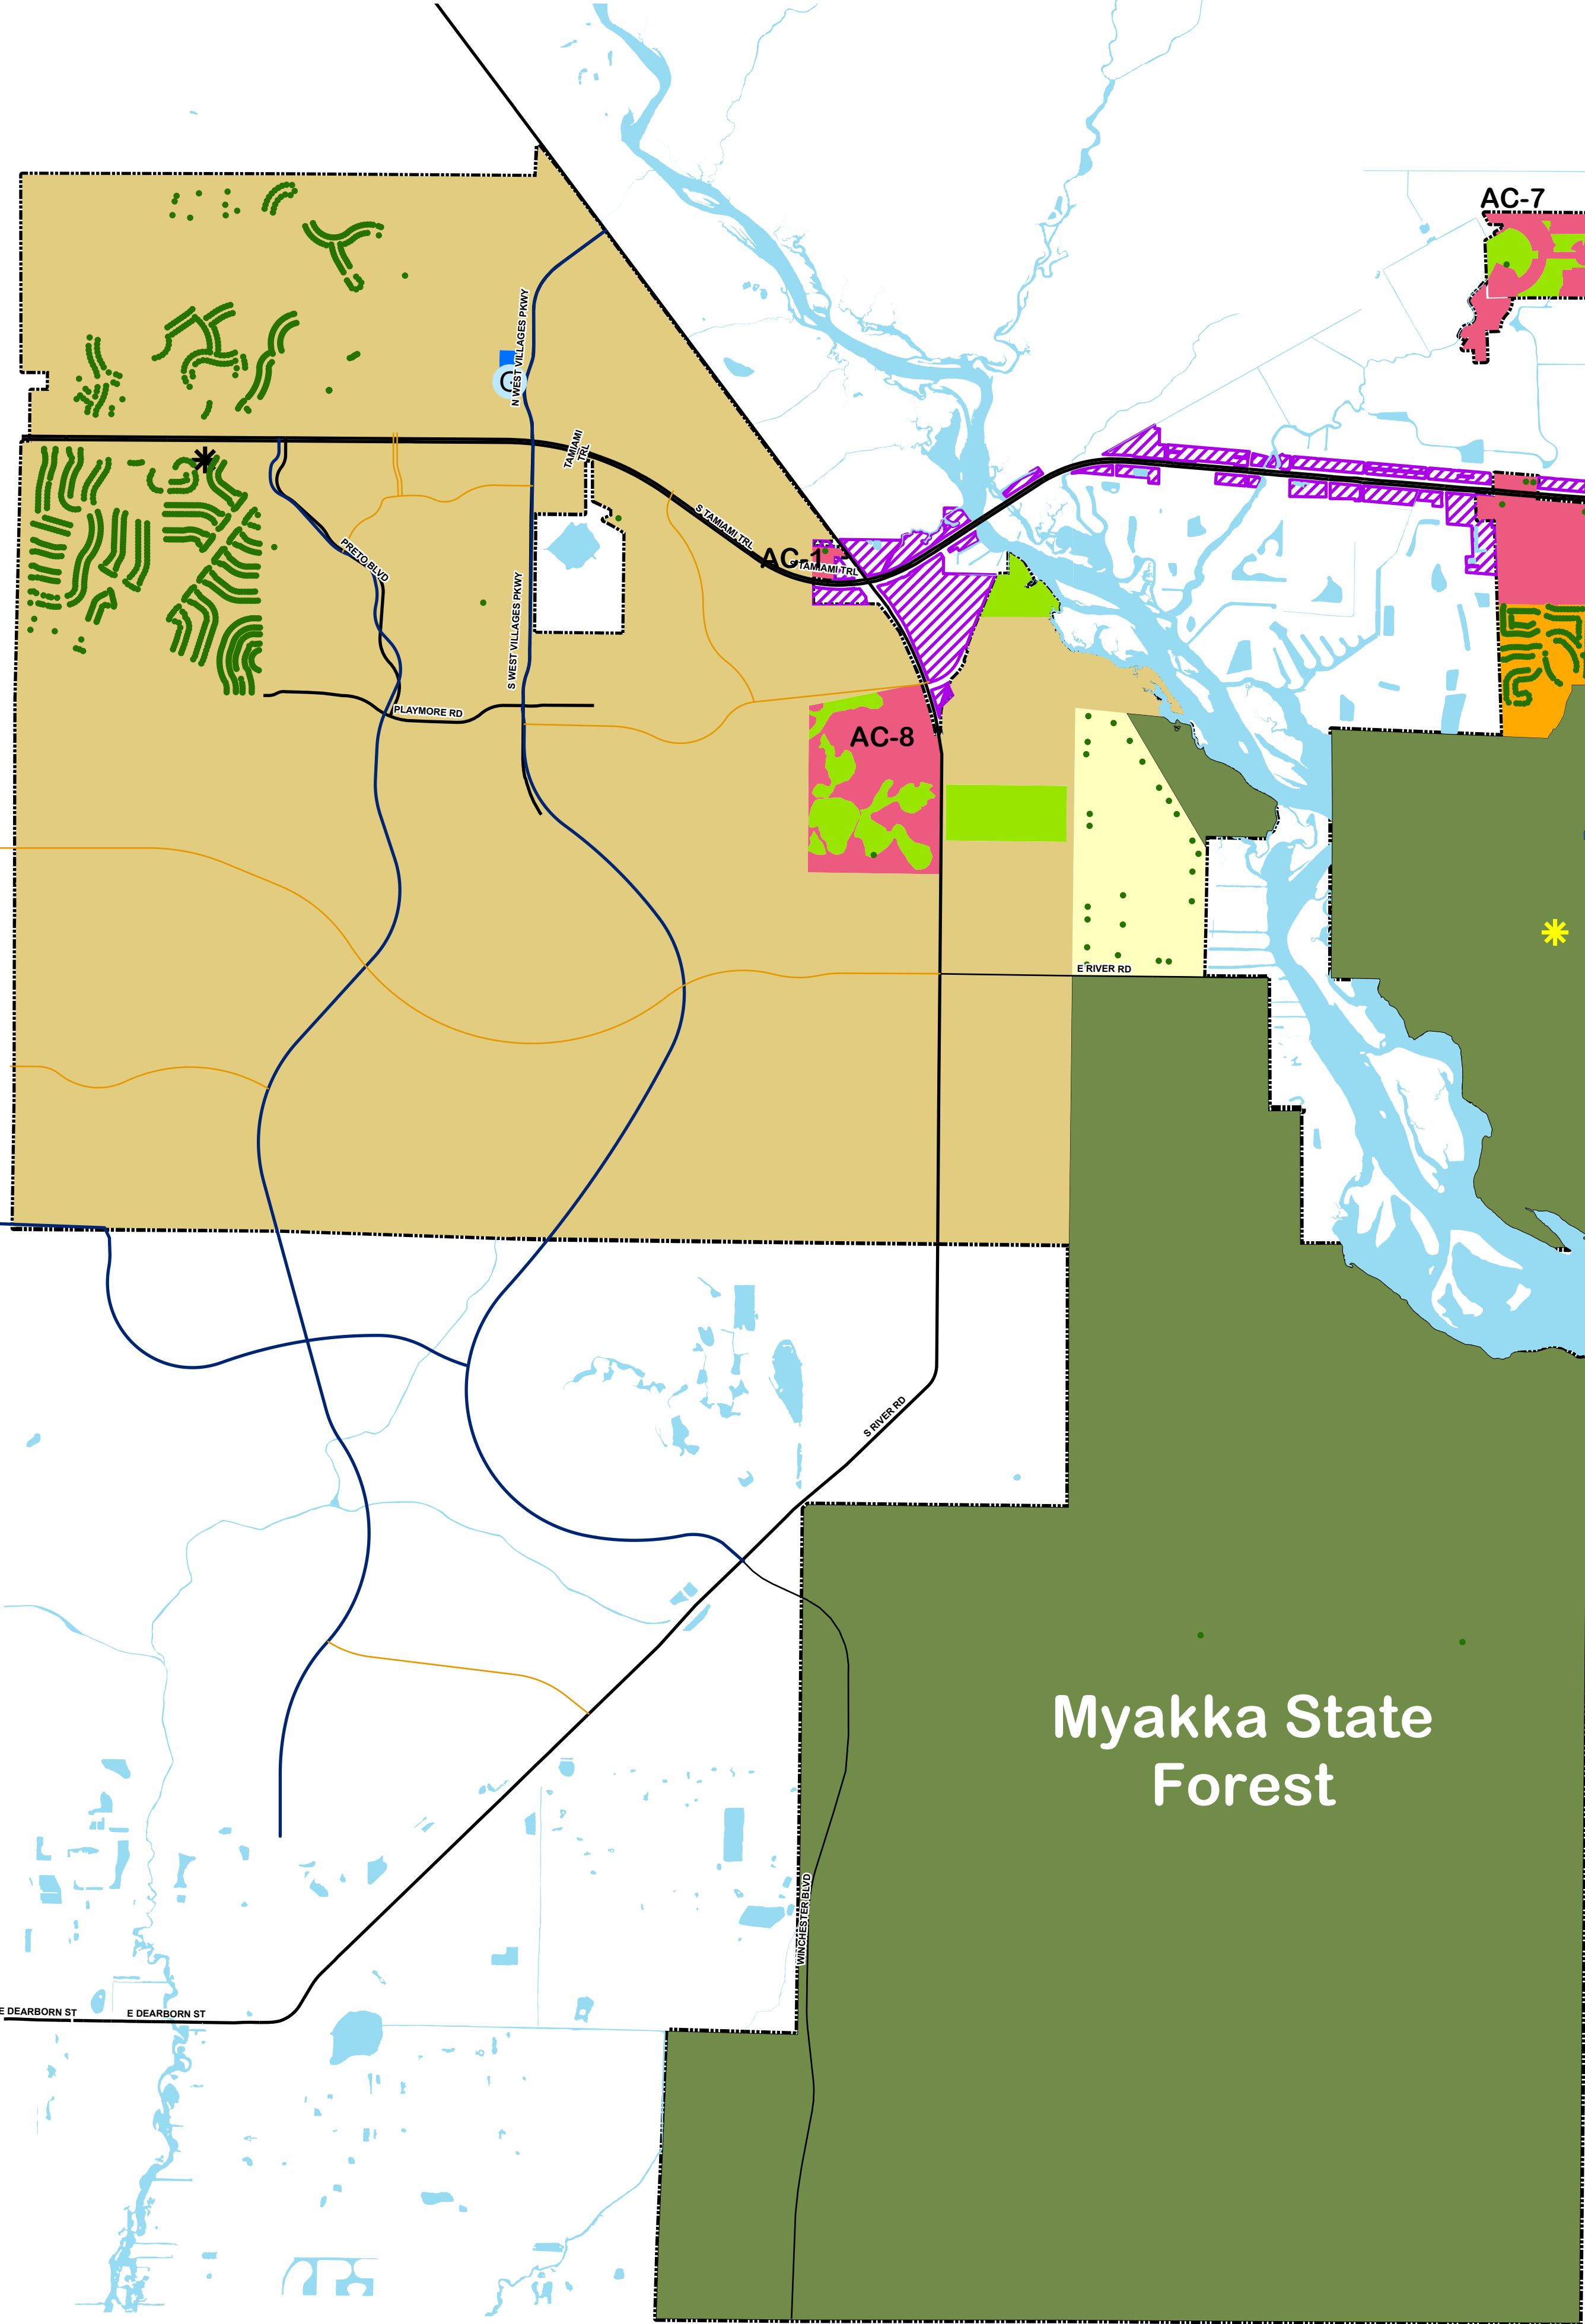 AC-7
N WEST VILLAGES PKWY
TAMIAMI
TRL
S TAMIAMI TRL
AC-1
S TAMIAMI TRL
PRETO BLVD
S WEST VILLAGES PKWY
PLAYMORE RD
AC-8
E RIVER RD
S RIVER RD
Myakka State
Forest
WINCHESTER BLVD
E DEARBORN ST
E DEARBORN ST